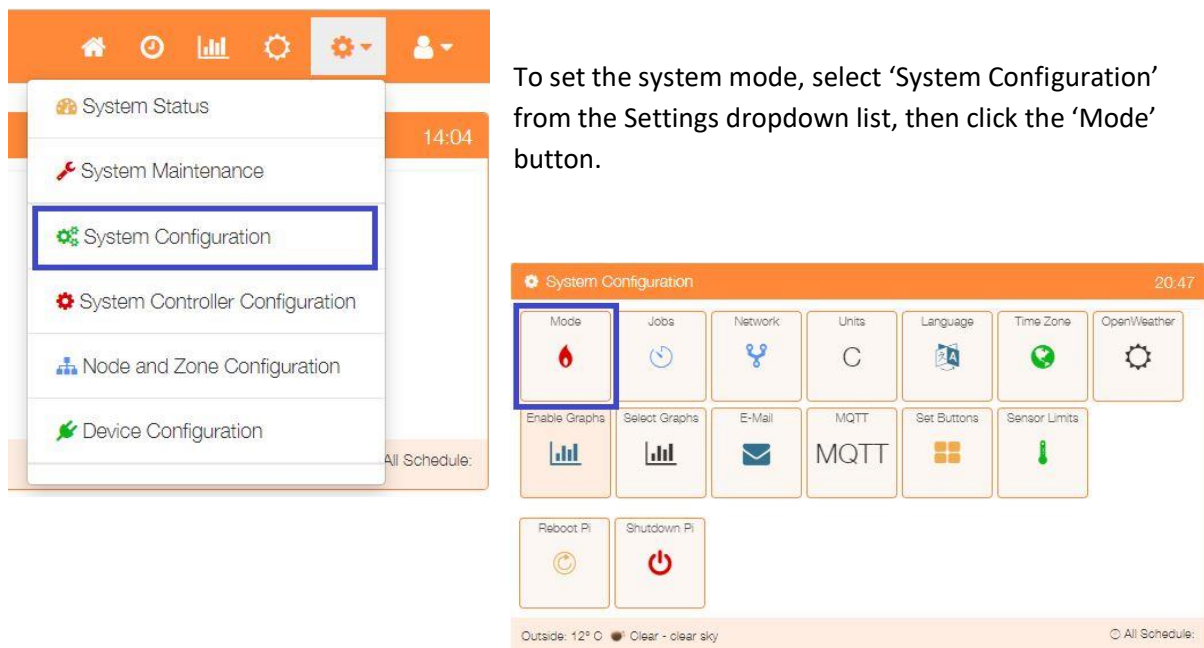 14:04
System Status
System Maintenance
System Configuration
System Controller Configuration
Node and Zone Configuration
Device Configuration
All Schedule:
To set the system mode, select ‘System Configuration’
from the Settings dropdown list, then click the ‘Mode’
button.
System Configuration 20:47
Mode Jobs Network Units Language Time Zone OpenWeather
C
Enable Graphs Select Graphs E-Mail MQTT Set Buttons Sensor Limits
MQTT
Reboot Pi Shutdown Pi
Outside: 12° C Clear - clear sky All Schedule: